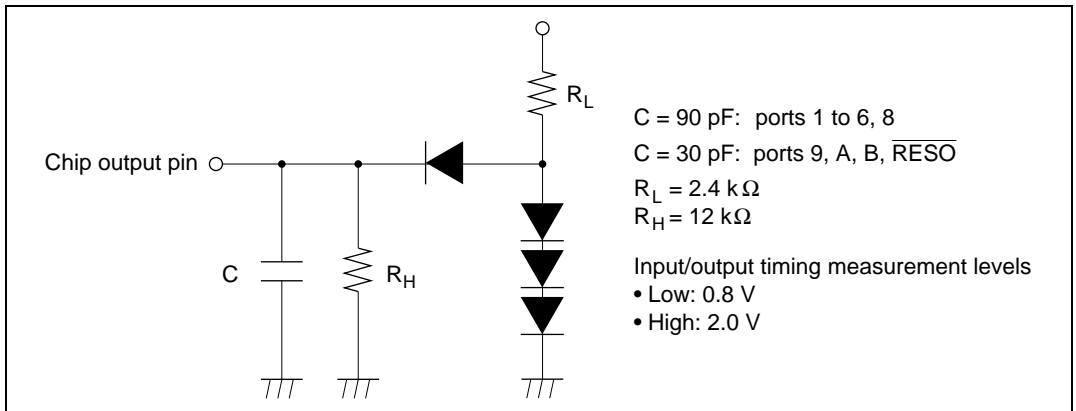 R_L
Chip output pin
C
R_H
C = 90 pF: ports 1 to 6, 8
C = 30 pF: ports 9, A, B, R̅E̅S̅O̅
R_L = 2.4 kΩ
R_H = 12 kΩ
Input/output timing measurement levels
• Low: 0.8 V
• High: 2.0 V